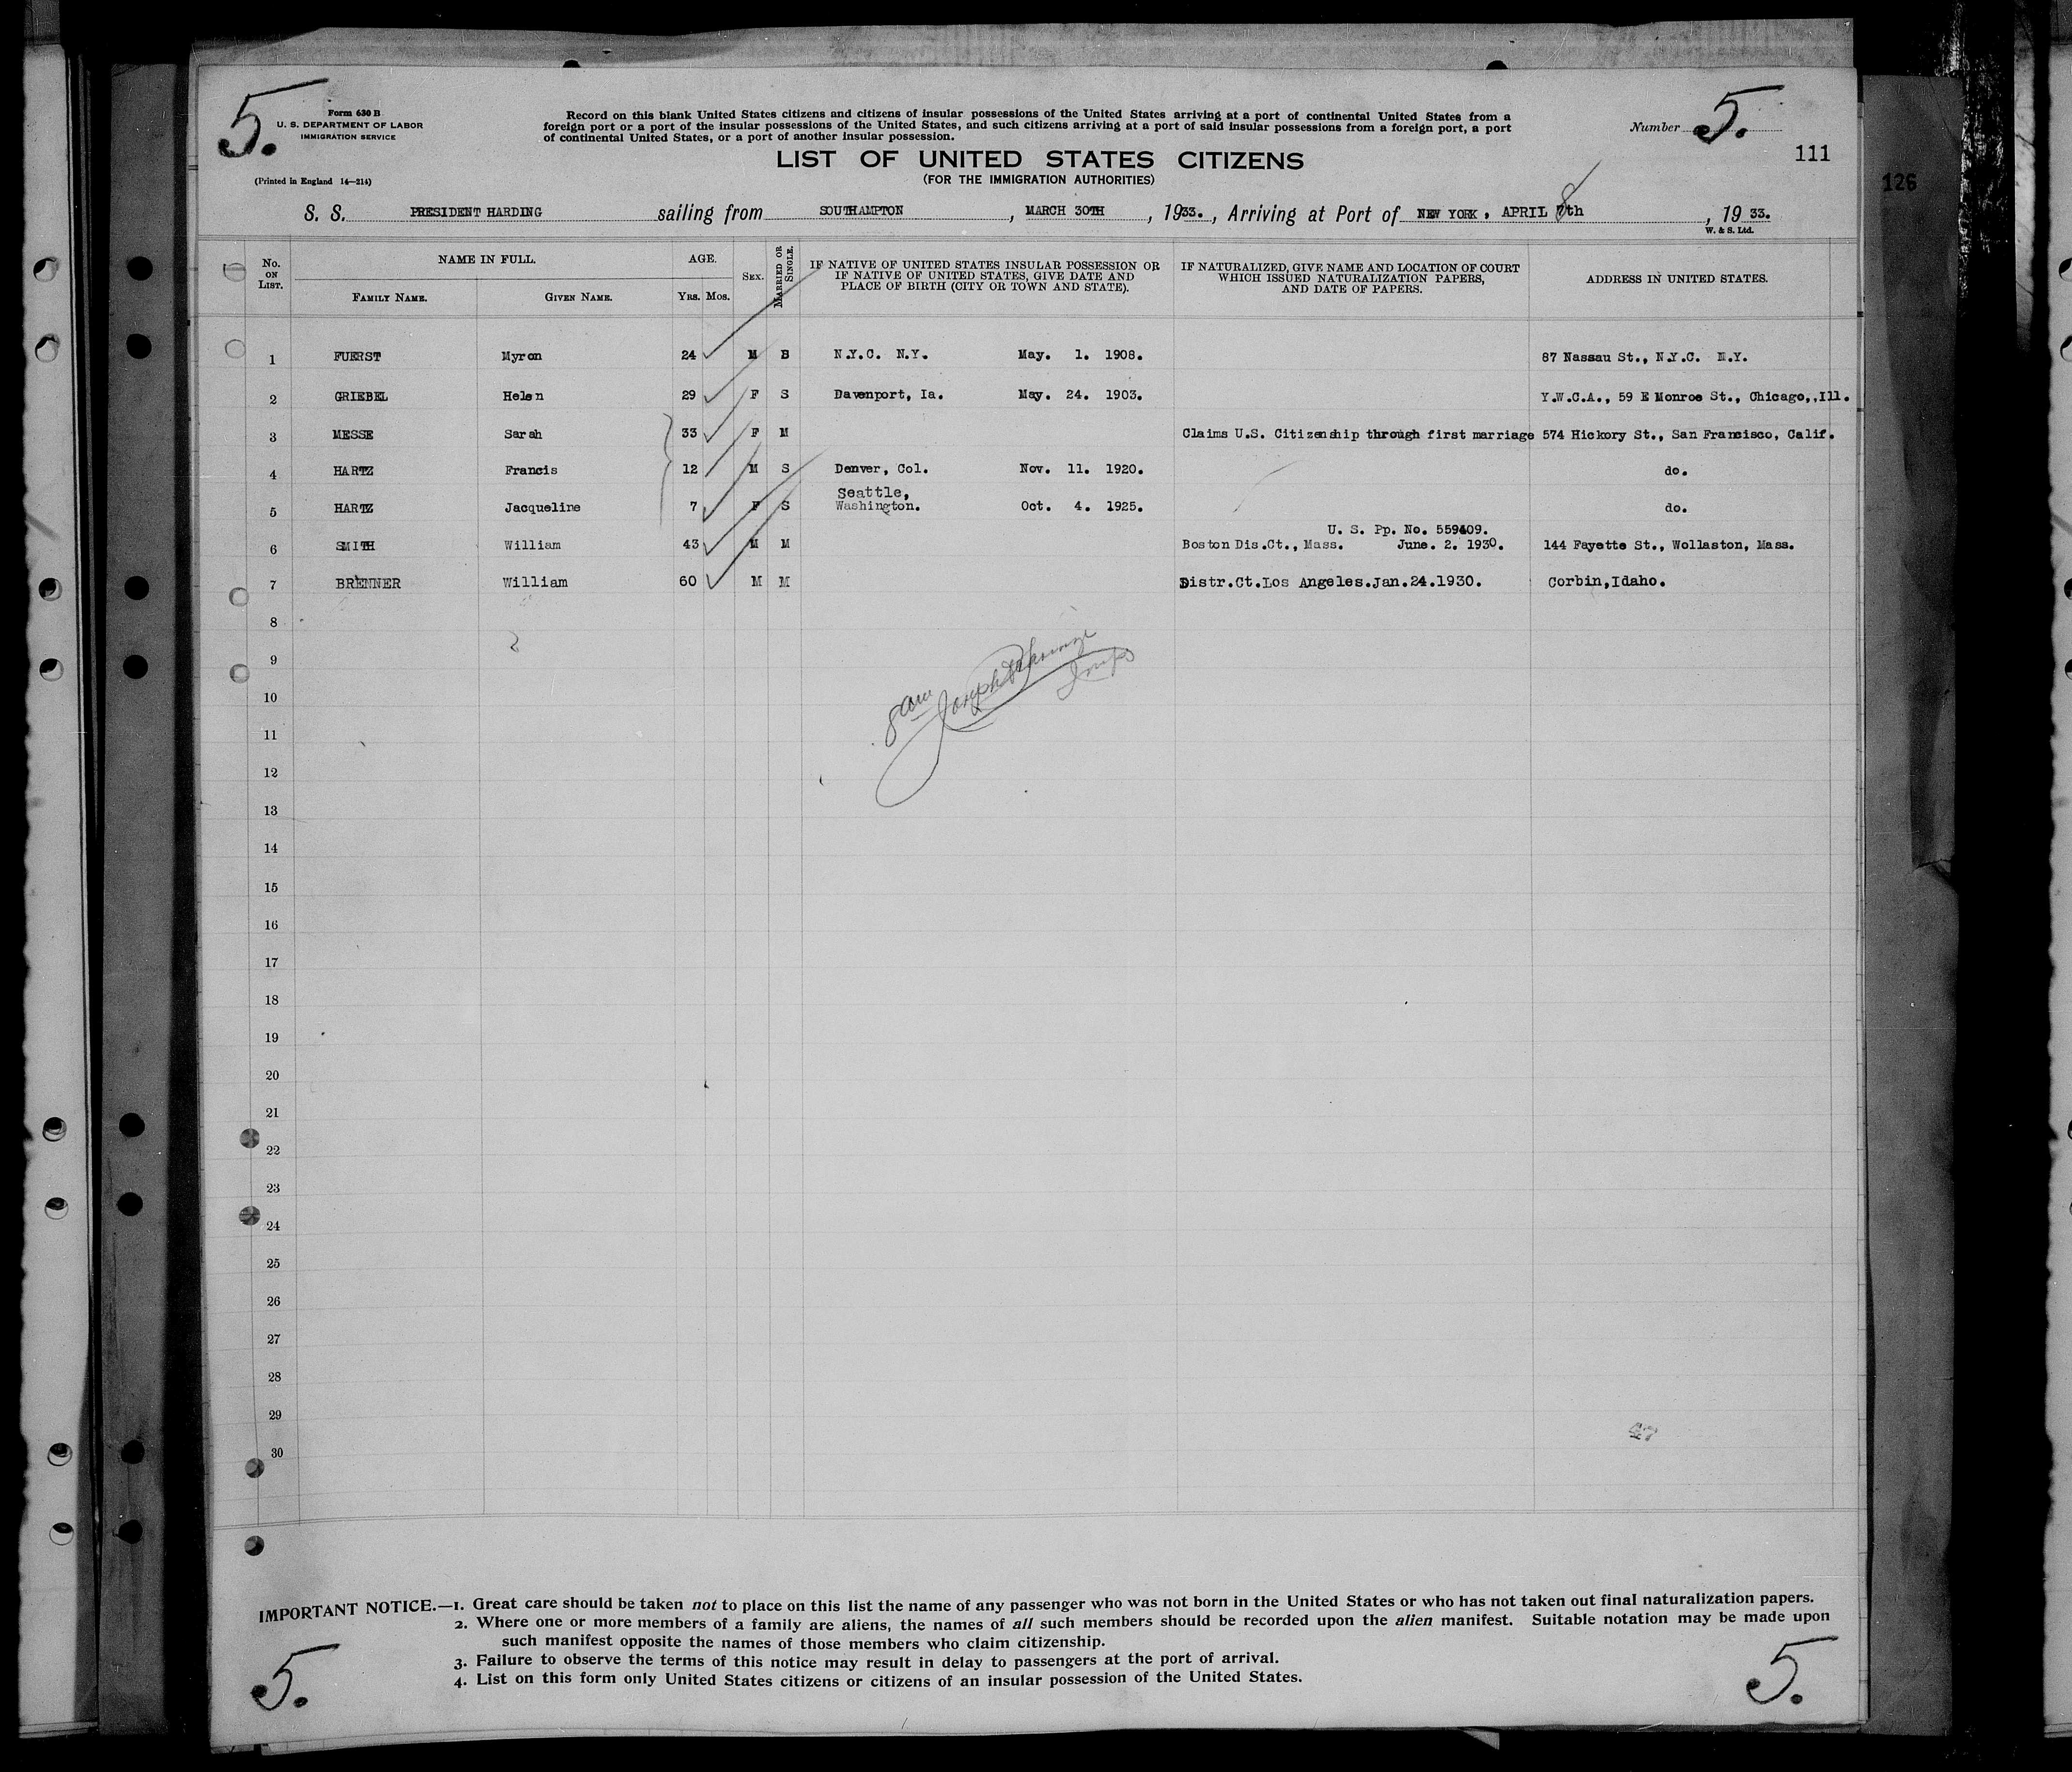 5.
Form 630 B
U. S. DEPARTMENT OF LABOR
IMMIGRATION SERVICE
(Printed in England 14—214)
Record on this blank United States citizens and citizens of insular possessions of the United States arriving at a port of continental United States from a
foreign port or a port of the insular possessions of the United States, and such citizens arriving at a port of said insular possessions from a foreign port, a port
of continental United States, or a port of another insular possession.
Number 5.
111
126
LIST OF UNITED STATES CITIZENS
(FOR THE IMMIGRATION AUTHORITIES)
S. S. PRESIDENT HARDING sailing from SOUTHAMPTON, MARCH 30TH, 1933., Arriving at Port of NEW YORK, APRIL 7th 8, 1933.
W. & S. Ltd.
No. ON LIST. NAME IN FULL. AGE. SEX. MARRIED OR SINGLE. IF NATIVE OF UNITED STATES INSULAR POSSESSION OR IF NATIVE OF UNITED STATES, GIVE DATE AND PLACE OF BIRTH (CITY OR TOWN AND STATE). IF NATURALIZED, GIVE NAME AND LOCATION OF COURT WHICH ISSUED NATURALIZATION PAPERS, AND DATE OF PAPERS. ADDRESS IN UNITED STATES.
FAMILY NAME. GIVEN NAME. YRS. MOS.
1 FUERST Myron 24 M S N.Y.C. N.Y. May. 1. 1908. 87 Nassau St., N.Y.C. N.Y.
2 GRIEBEL Helen 29 F S Davenport, Ia. May. 24. 1903. Y.W.C.A., 59 E Monroe St., Chicago,,Ill.
3 MESSE Sarah 33 F M Claims U.S. Citizenship through first marriage 574 Hickory St., San Francisco, Calif.
4 HARTZ Francis 12 M S Denver, Col. Nov. 11. 1920. do.
5 HARTZ Jacqueline 7 F S Seattle, Washington. Oct. 4. 1925. do.
U. S. Pp. No. 559409.
6 SMITH William 43 M M Boston Dis.Ct., Mass. June. 2. 1930. 144 Fayette St., Wollaston, Mass.
7 BRENNER William 60 M M Distr.Ct.Los Angeles.Jan.24.1930. Corbin,Idaho.
8
9
10
11
12
13
14
15
16
17
18
19
20
21
22
23
24
25
26
27
28
29
30
47
IMPORTANT NOTICE.—1. Great care should be taken not to place on this list the name of any passenger who was not born in the United States or who has not taken out final naturalization papers.
2. Where one or more members of a family are aliens, the names of all such members should be recorded upon the alien manifest. Suitable notation may be made upon
such manifest opposite the names of those members who claim citizenship.
3. Failure to observe the terms of this notice may result in delay to passengers at the port of arrival.
4. List on this form only United States citizens or citizens of an insular possession of the United States.
5.
5.